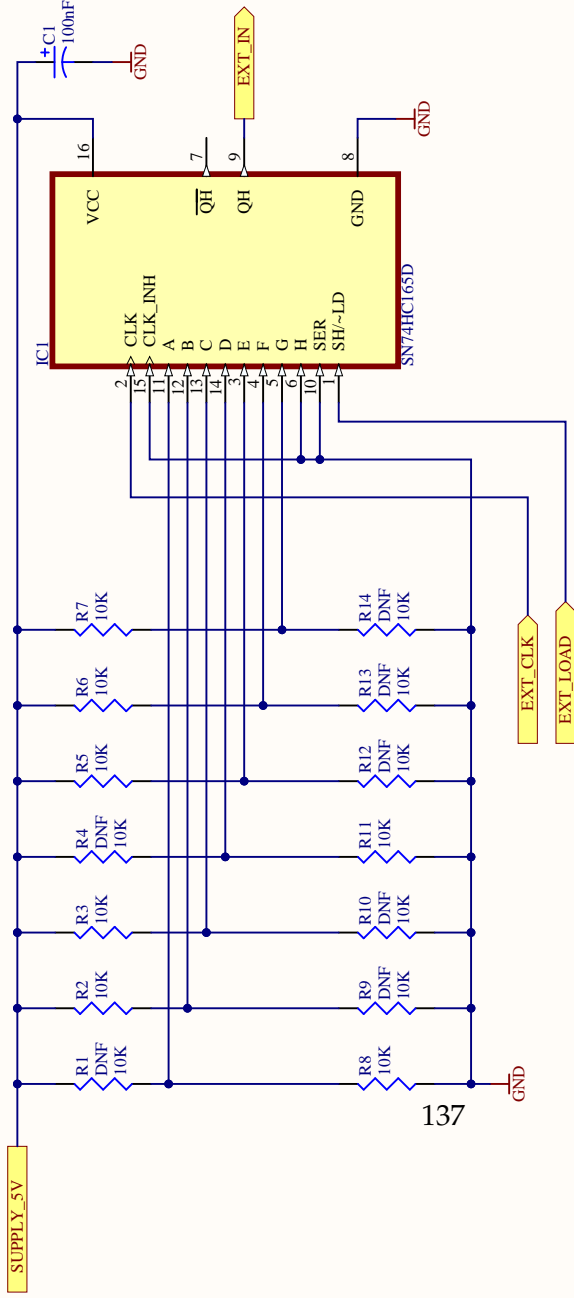 SUPPLY_5V
C1
100nF
+
GND
R1
DNF
10K
R2
10K
R3
10K
R4
DNF
10K
R5
10K
R6
10K
R7
10K
R8
10K
R9
DNF
10K
R10
DNF
10K
R11
10K
R12
DNF
10K
R13
DNF
10K
R14
DNF
10K
GND
IC1
2 CLK
15 CLK_INH
11 A
12 B
13 C
14 D
3 E
4 F
5 G
6 H
10 SER
1 SH/~LD
VCC 16
QH 7
QH 9
GND 8
SN74HC165D
EXT_IN
GND
EXT_CLK
EXT_LOAD
137